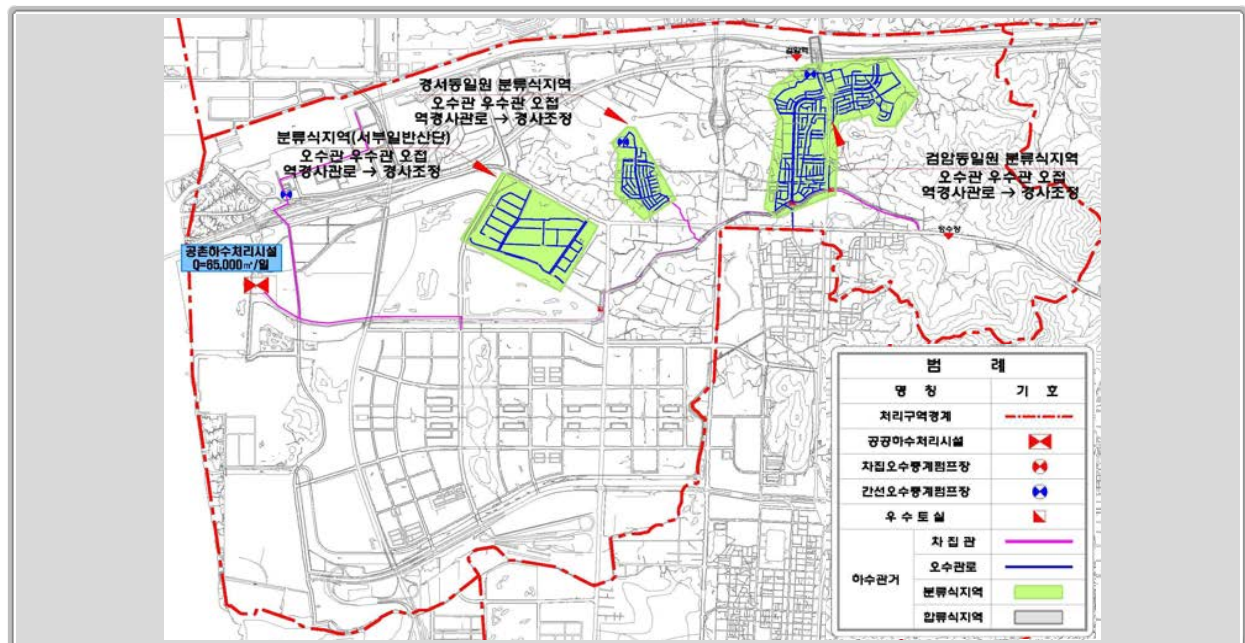 검암역
경서동일원 분류식지역
오수관 우수관 오접
역경사관로 → 경사조정
분류식지역(서부일반산단)
오수관 우수관 오접
역경사관로 → 경사조정
검암동일원 분류식지역
오수관 우수관 오접
역경사관로 → 경사조정
공촌하수처리시설
Q=65,000㎥/일
범 례
명 칭 기 호
처리구역경계
공공하수처리시설
차집오수중계펌프장
간선오수중계펌프장
우 수 토 실
하수관거
차 집 관
오수관로
분류식지역
합류식지역